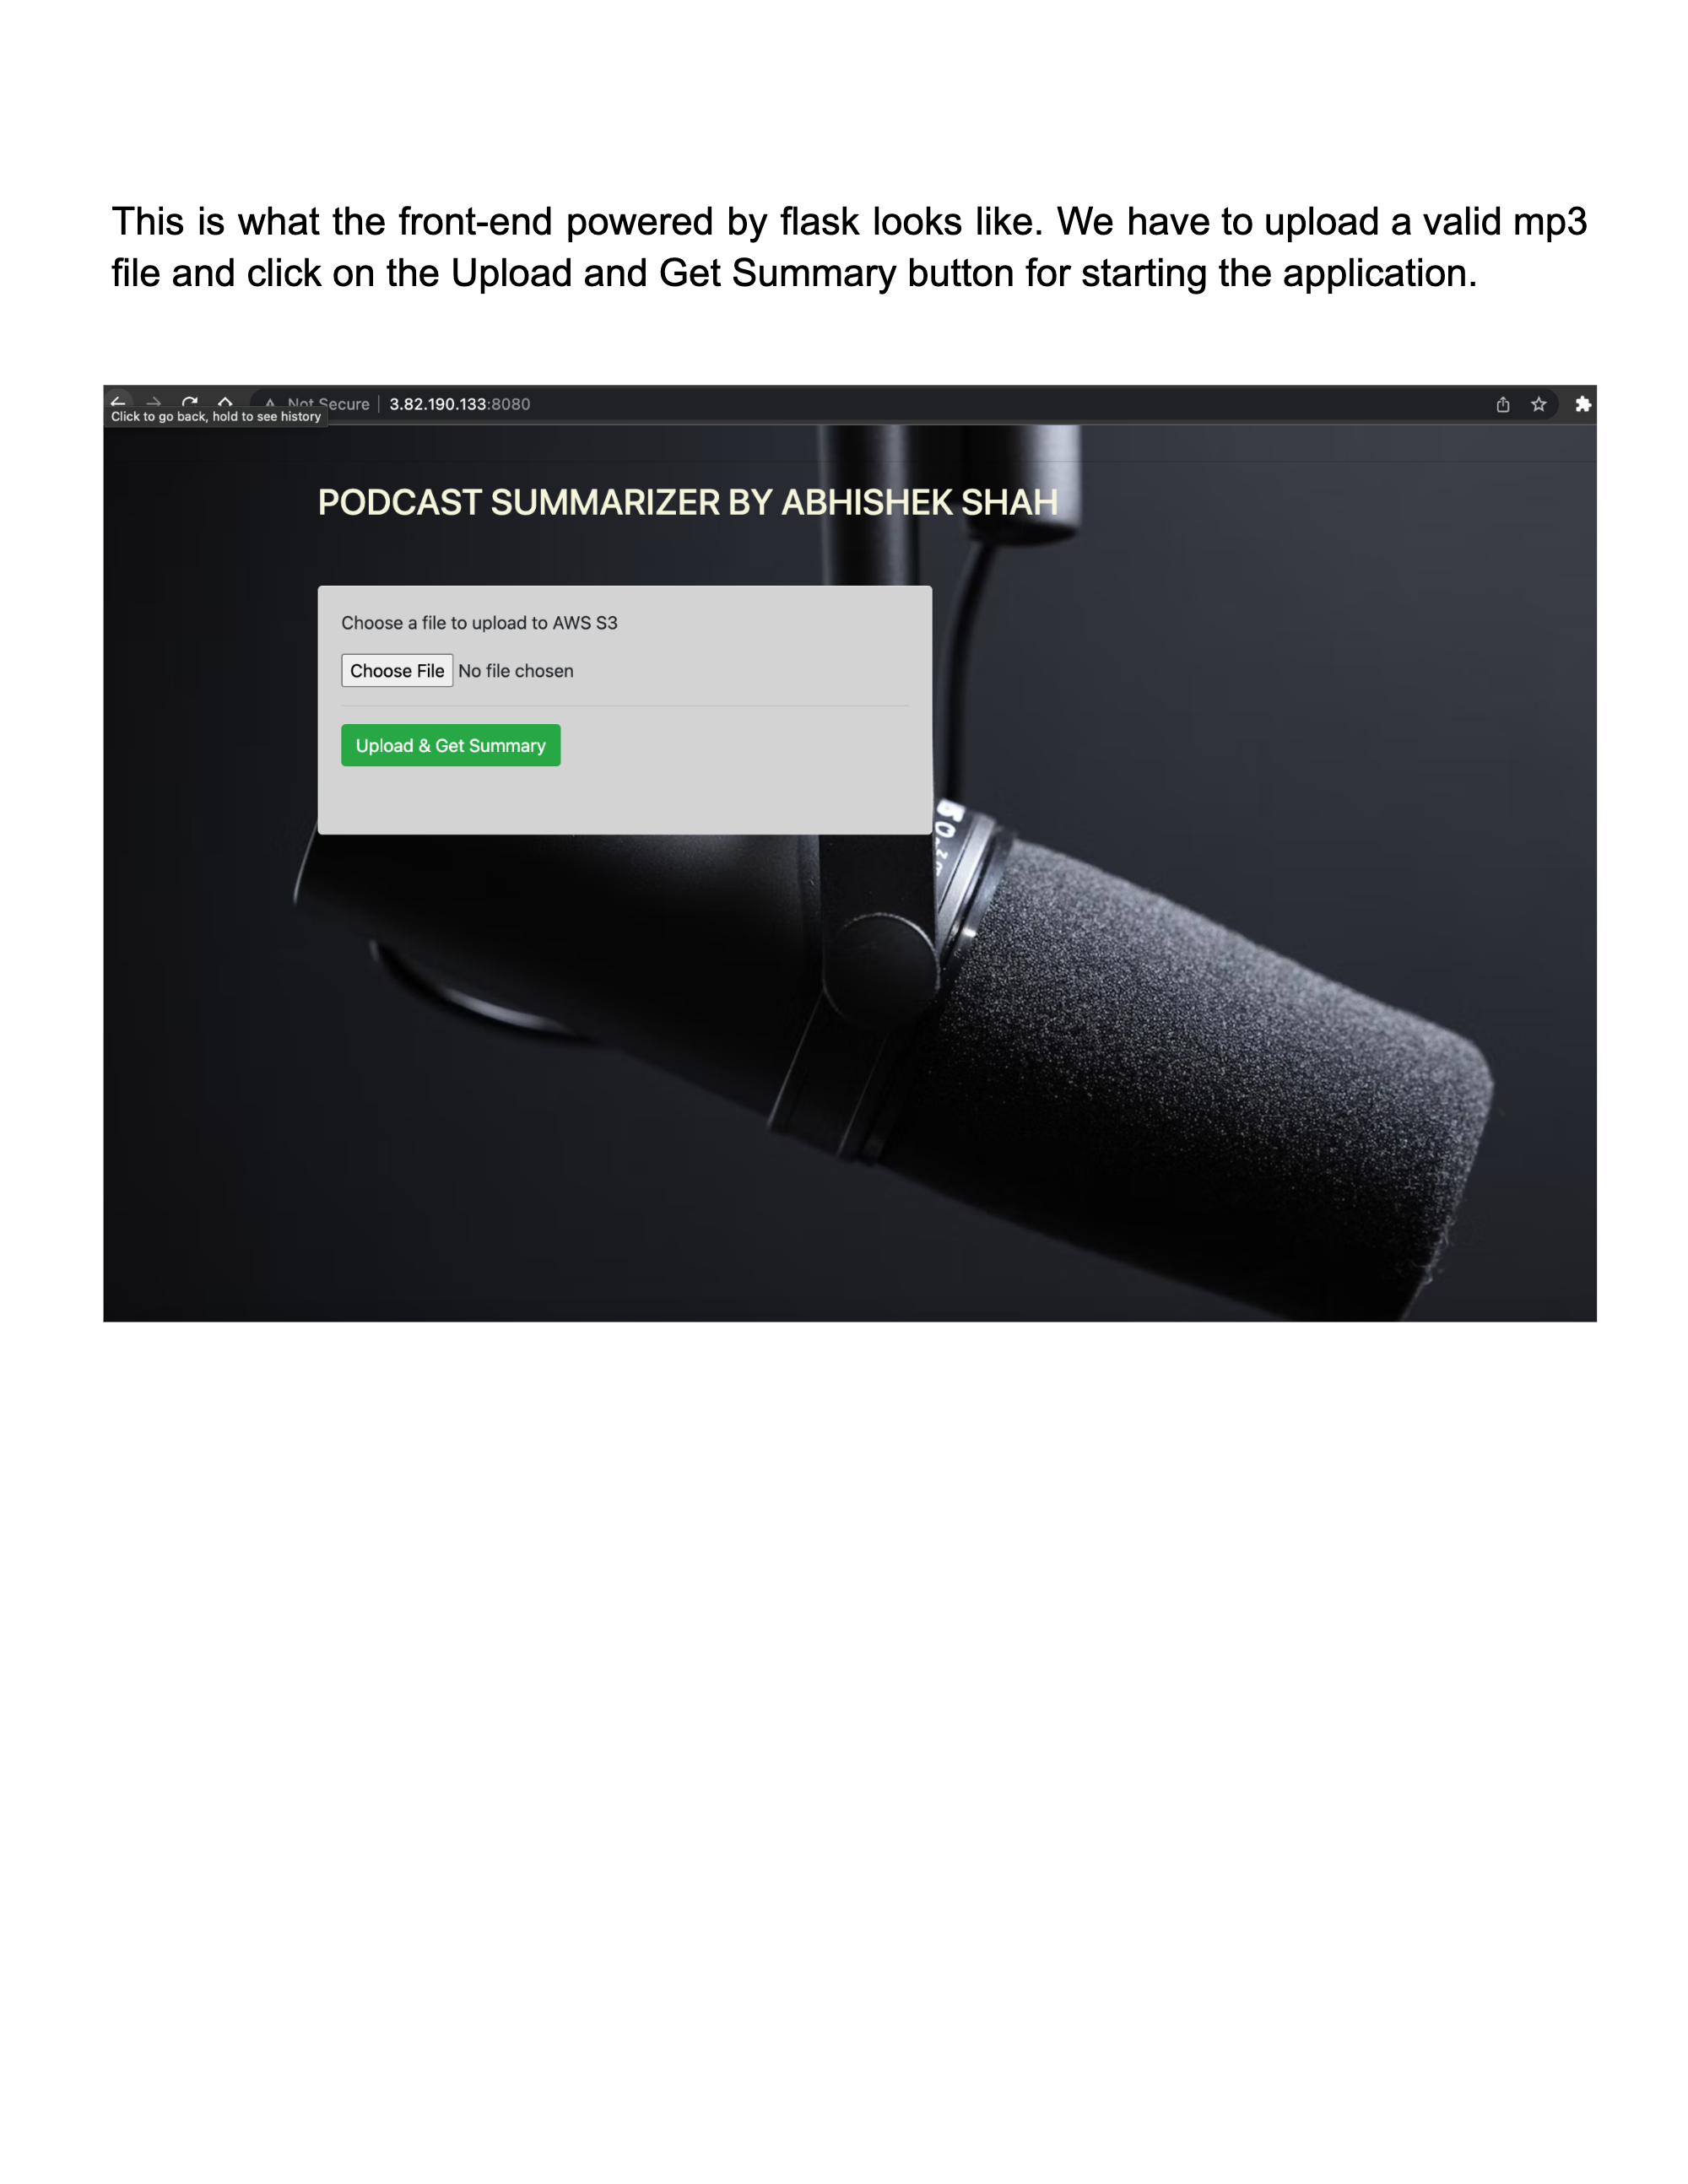 This is what the front-end powered by flask looks like. We have to upload a valid mp3
file and click on the Upload and Get Summary button for starting the application.
Not Secure | 3.82.190.133:8080
Click to go back, hold to see history
PODCAST SUMMARIZER BY ABHISHEK SHAH
Choose a file to upload to AWS S3
Choose File No file chosen
Upload & Get Summary